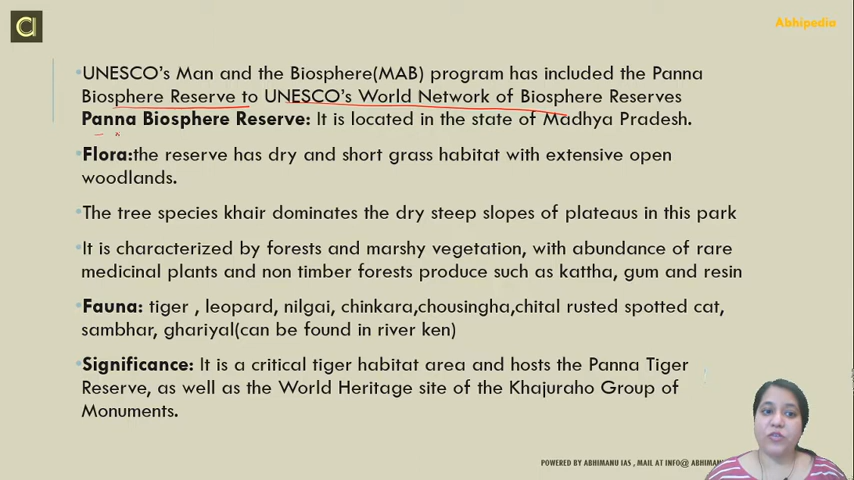 Abhipedia
•UNESCO's Man and the Biosphere(MAB) program has included the Panna
Biosphere Reserve to UNESCO's World Network of Biosphere Reserves
Panna Biosphere Reserve: It is located in the state of Madhya Pradesh.
•Flora:the reserve has dry and short grass habitat with extensive open
woodlands.
•The tree species khair dominates the dry steep slopes of plateaus in this park
•It is characterized by forests and marshy vegetation, with abundance of rare
medicinal plants and non timber forests produce such as kattha, gum and resin
•Fauna: tiger , leopard, nilgai, chinkara,chousingha,chital rusted spotted cat,
sambhar, ghariyal(can be found in river ken)
•Significance: It is a critical tiger habitat area and hosts the Panna Tiger
Reserve, as well as the World Heritage site of the Khajuraho Group of
Monuments.
POWERED BY ABHIMANU IAS , MAIL AT INFO@